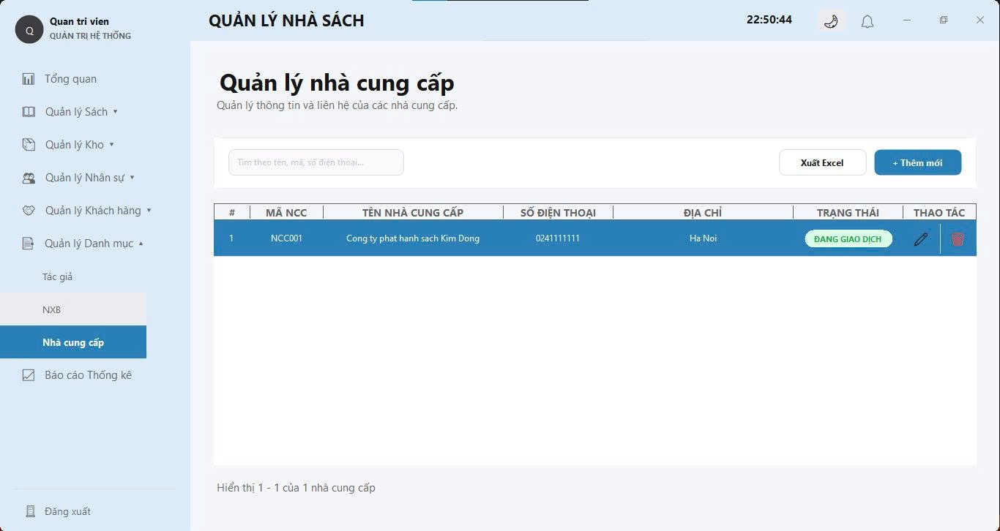 Q
Quan tri vien
QUẢN TRỊ HỆ THỐNG
Tổng quan
Quản lý Sách ▾
Quản lý Kho ▾
Quản lý Nhân sự ▾
Quản lý Khách hàng ▾
Quản lý Danh mục ▴
Tác giả
NXB
Nhà cung cấp
Báo cáo Thống kê
Đăng xuất
QUẢN LÝ NHÀ SÁCH
22:50:44
Quản lý nhà cung cấp
Quản lý thông tin và liên hệ của các nhà cung cấp.
Tìm theo tên, mã, số điện thoại...
Xuất Excel
+ Thêm mới
# MÃ NCC TÊN NHÀ CUNG CẤP SỐ ĐIỆN THOẠI ĐỊA CHỈ TRẠNG THÁI THAO TÁC
1 NCC001 Cong ty phat hanh sach Kim Dong 0241111111 Ha Noi ĐANG GIAO DỊCH
Hiển thị 1 - 1 của 1 nhà cung cấp